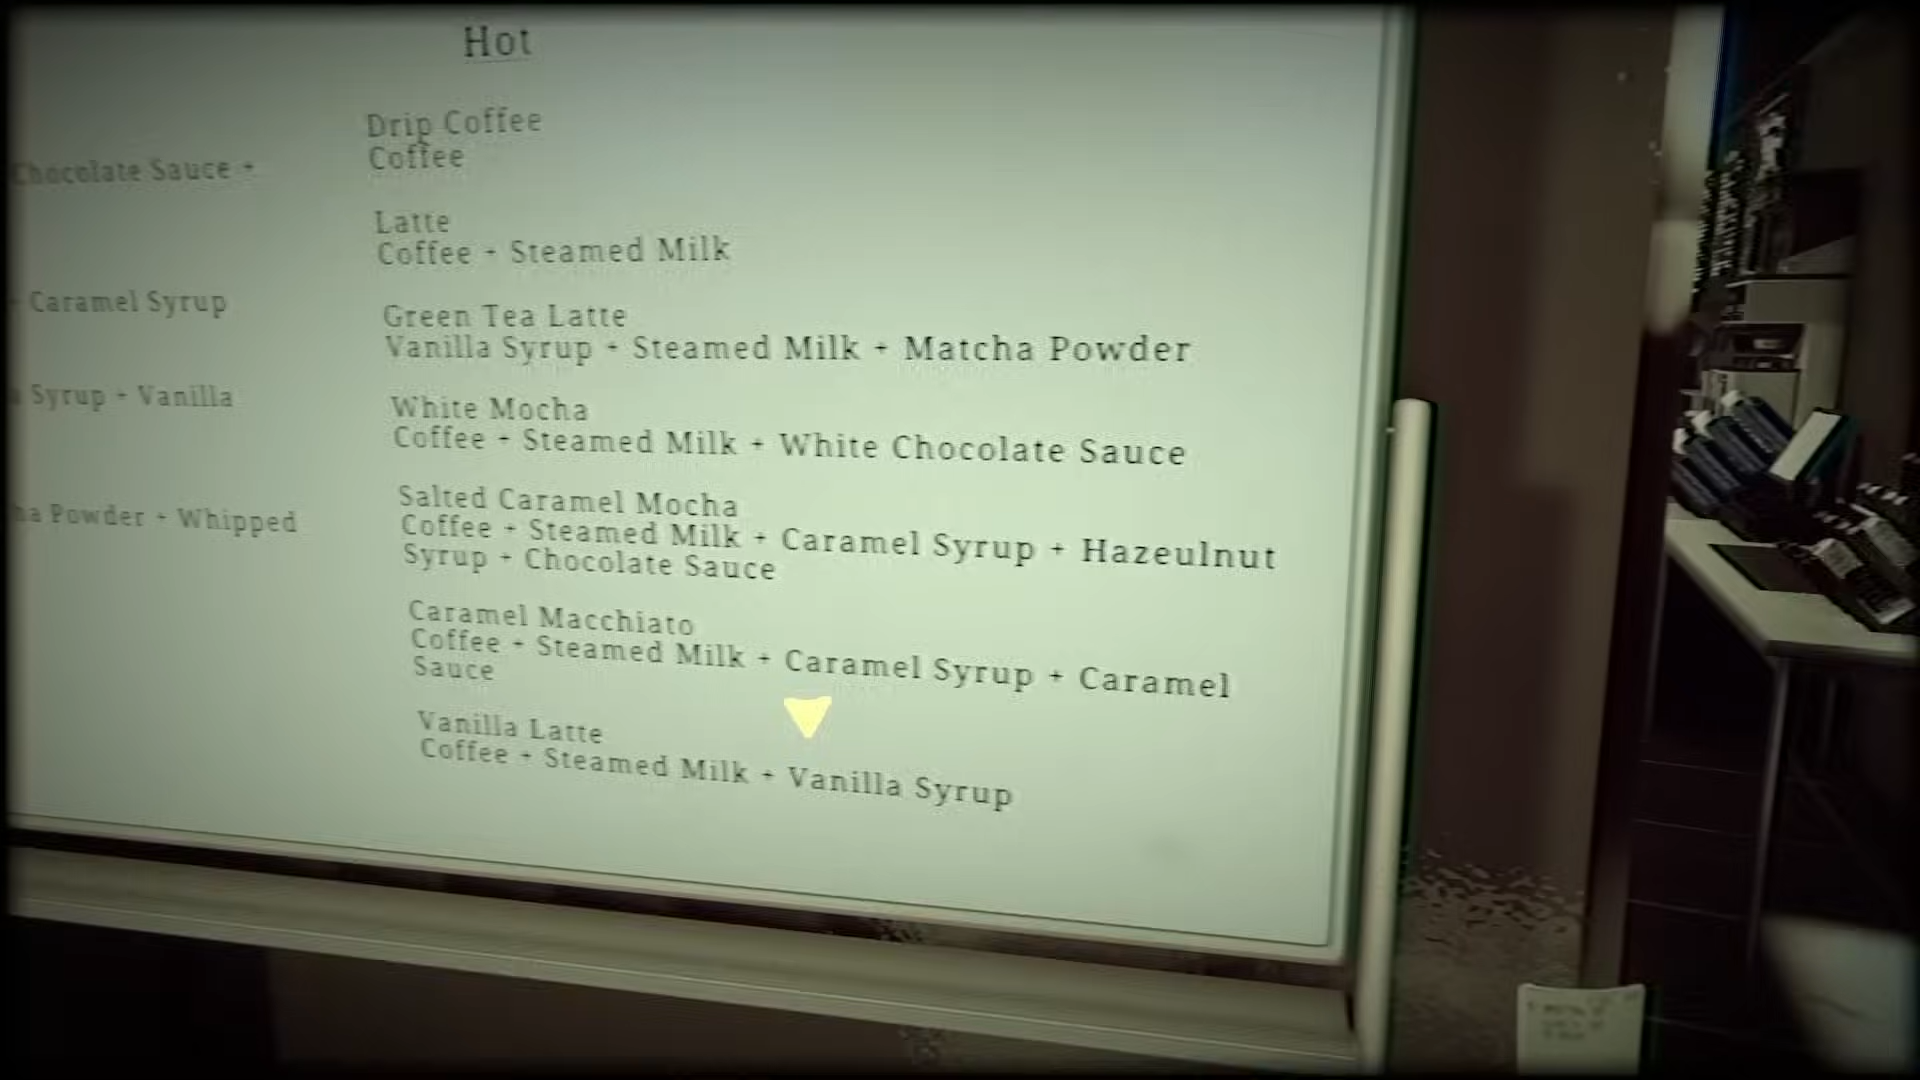 Hot
Drip Coffee
Coffee
Latte
Coffee + Steamed Milk
Green Tea Latte
Vanilla Syrup + Steamed Milk + Matcha Powder
White Mocha
Coffee + Steamed Milk + White Chocolate Sauce
Salted Caramel Mocha
Coffee + Steamed Milk + Caramel Syrup + Hazeulnut
Syrup + Chocolate Sauce
Caramel Macchiato
Coffee + Steamed Milk + Caramel Syrup + Caramel
Sauce
Vanilla Latte
Coffee + Steamed Milk + Vanilla Syrup
Chocolate Sauce +
Caramel Syrup
Syrup + Vanilla
Powder + Whipped